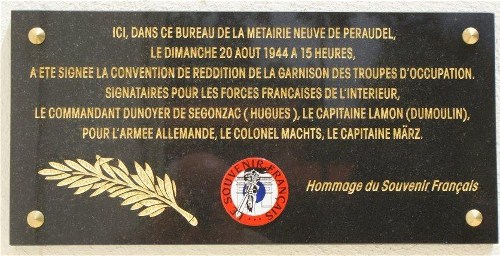 ICI, DANS CE BUREAU DE LA METAIRIE NEUVE DE PERAUDEL,
LE DIMANCHE 20 AOUT 1944 A 15 HEURES,
A ETE SIGNEE LA CONVENTION DE REDDITION DE LA GARNISON DES TROUPES D'OCCUPATION.
SIGNATAIRES POUR LES FORCES FRANCAISES DE L'INTERIEUR,
LE COMMANDANT DUNOYER DE SEGONZAC ( HUGUES ), LE CAPITAINE LAMON (DUMOULIN),
POUR L'ARMEE ALLEMANDE, LE COLONEL MACHTS, LE CAPITAINE MÄRZ.
LE SOUVENIR FRANÇAIS
Hommage du Souvenir Français